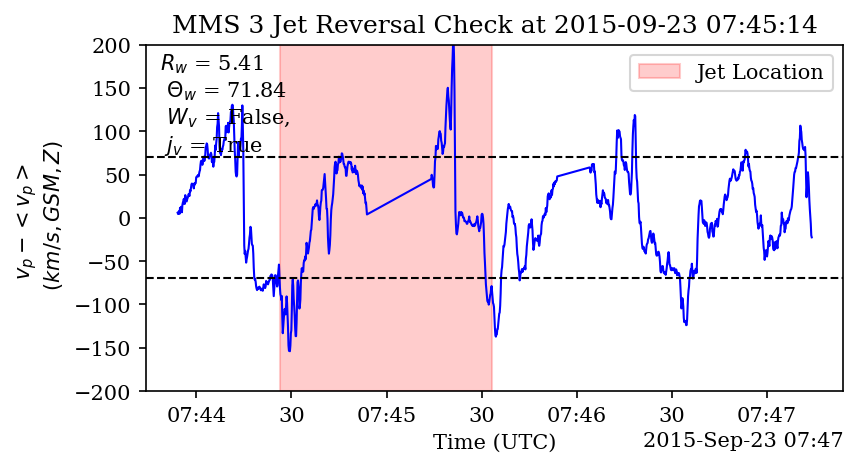 MMS 3 Jet Reversal Check at 2015-09-23 07:45:14
R_w = 5.41
Θ_w = 71.84
W_v = False,
j_v = True
Jet Location
v_p − <v_p>
(km/s, GSM, Z)
200
150
100
50
0
−50
−100
−150
−200
07:44 30 07:45 30 07:46 30 07:47
Time (UTC)
2015-Sep-23 07:47